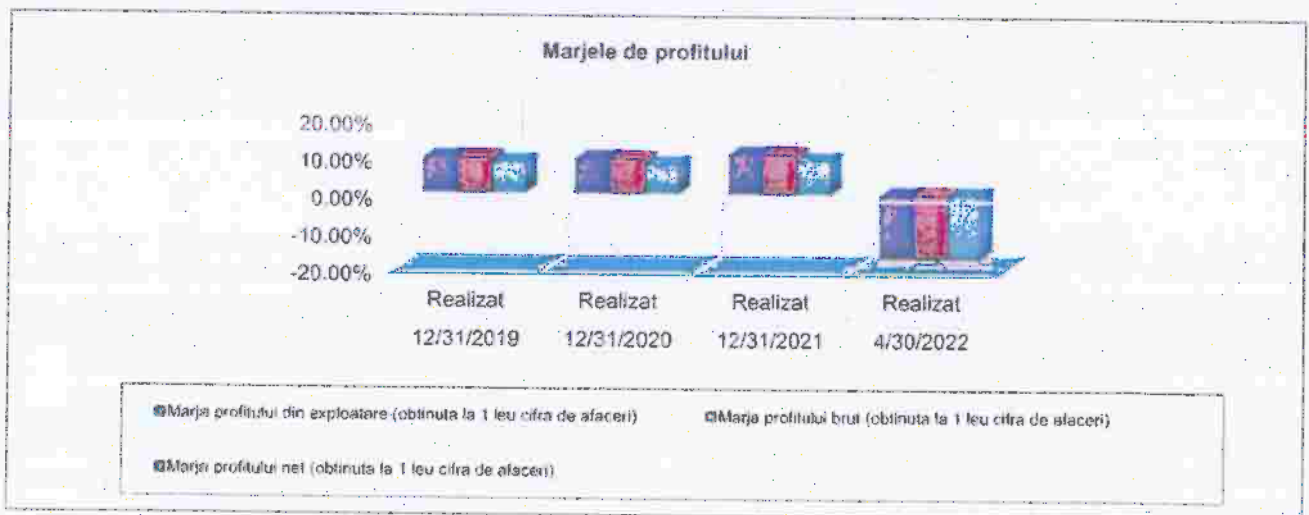 Marjele de profitului
20.00%
10.00%
0.00%
-10.00%
-20.00%
Realizat Realizat Realizat Realizat
12/31/2019 12/31/2020 12/31/2021 4/30/2022
Marja profitului din exploatare (obtinuta la 1 leu cifra de afaceri) Marja profitului brut (obtinuta la 1 leu cifra de afaceri)
Marja profitului net (obtinuta la 1 leu cifra de afaceri)